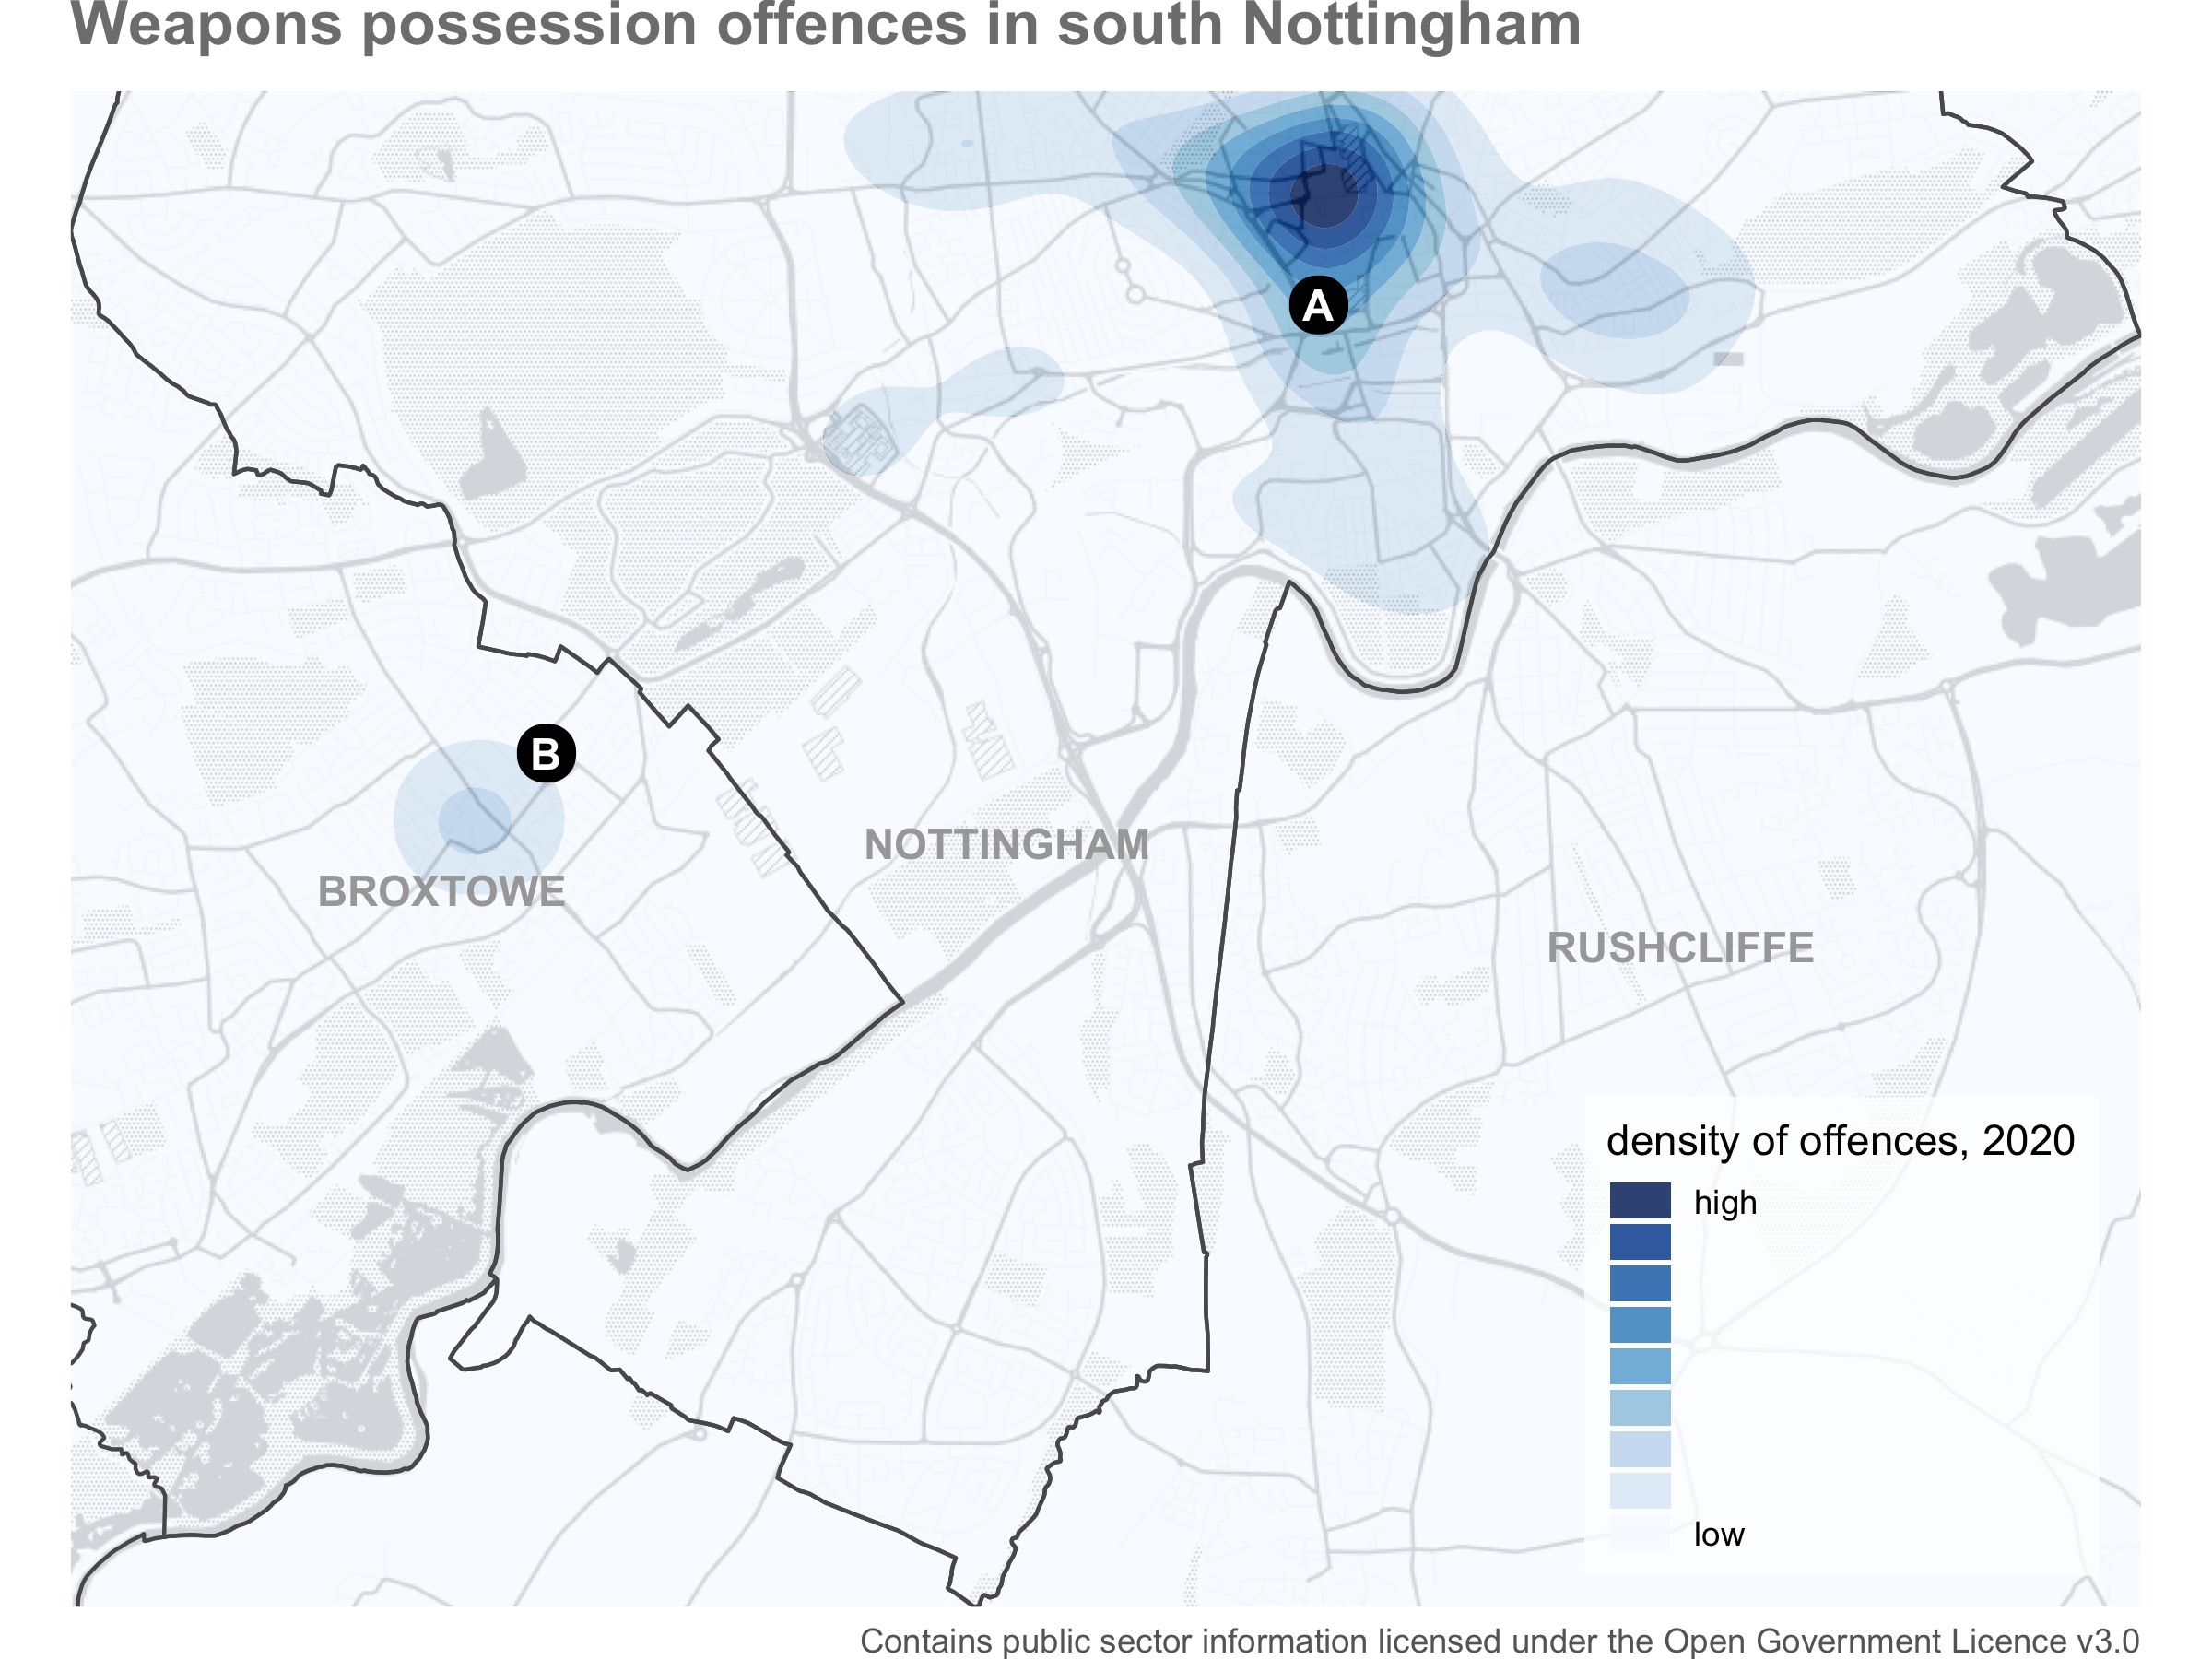 Weapons possession offences in south Nottingham
A
B
NOTTINGHAM
BROXTOWE
RUSHCLIFFE
density of offences, 2020
high
low
Contains public sector information licensed under the Open Government Licence v3.0